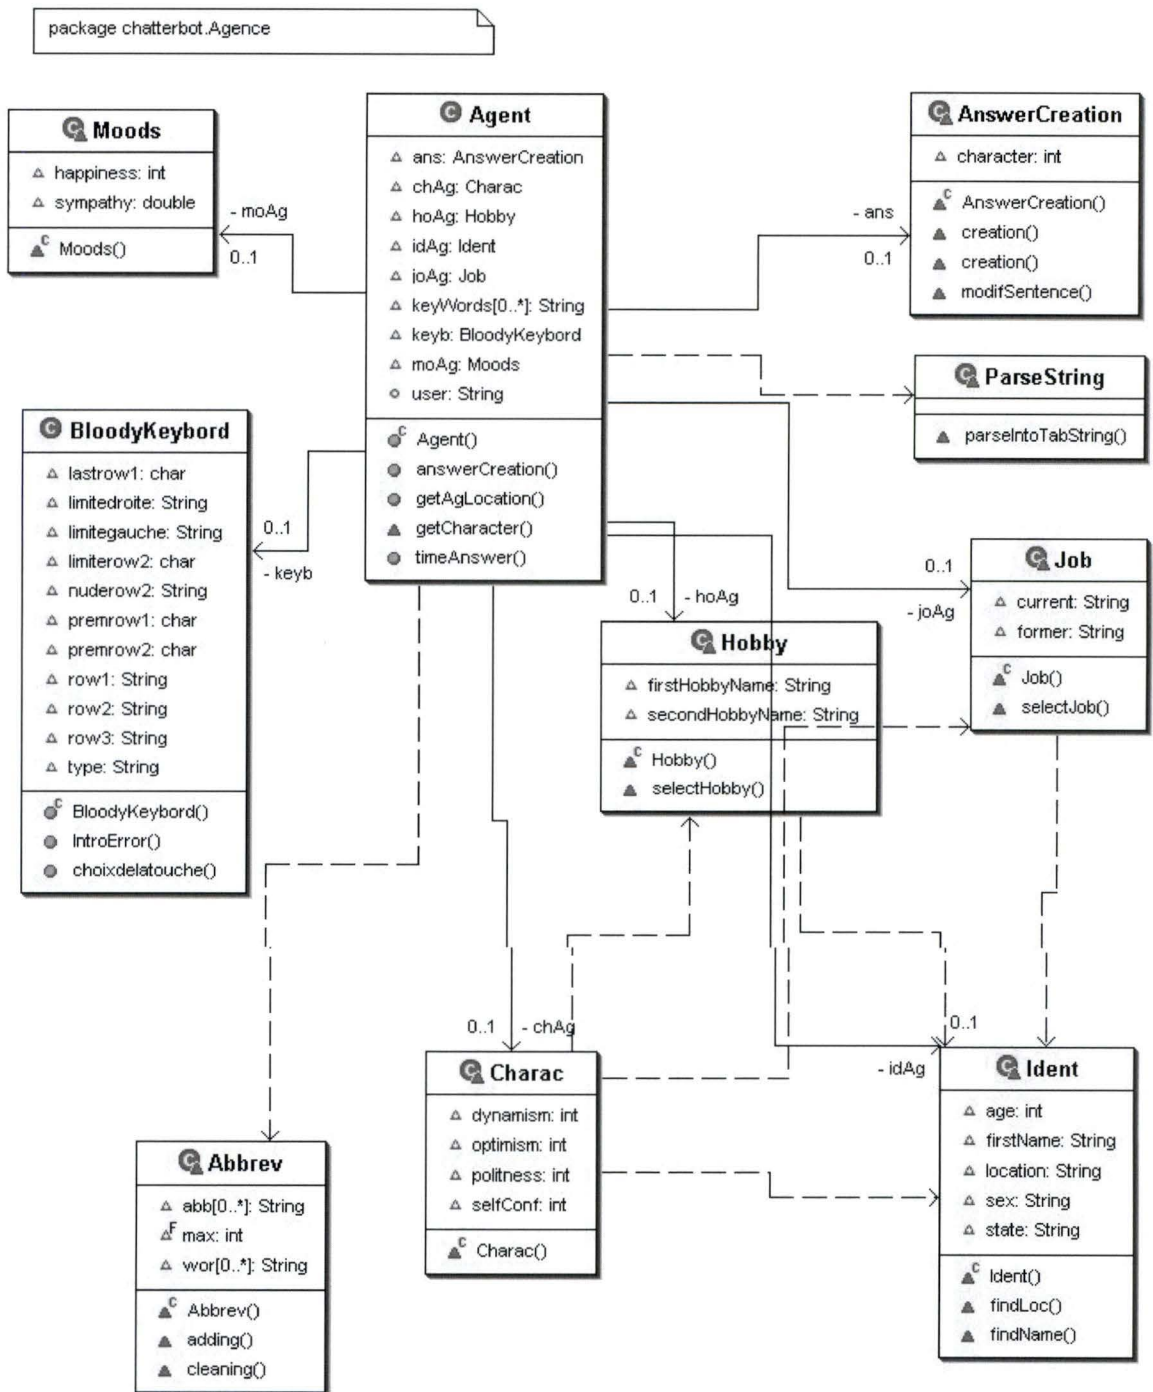 package chatterbot.Agence
Moods
happiness: int
sympathy: double
Moods()
- moAg
0..1
Agent
ans: AnswerCreation
chAg: Charac
hoAg: Hobby
idAg: Ident
joAg: Job
keyWords[0..*]: String
keyb: BloodyKeybord
moAg: Moods
user: String
Agent()
answerCreation()
getAgLocation()
getCharacter()
timeAnswer()
- ans
0..1
AnswerCreation
character: int
AnswerCreation()
creation()
creation()
modifSentence()
ParseString
parseIntoTabString()
BloodyKeybord
lastrow1: char
limitedroite: String
limitegauche: String
limiterow2: char
nuderow2: String
premrow1: char
premrow2: char
row1: String
row2: String
row3: String
type: String
BloodyKeybord()
IntroError()
choixdelatouche()
0..1
- keyb
0..1
- hoAg
Hobby
firstHobbyName: String
secondHobbyName: String
Hobby()
selectHobby()
0..1
- joAg
Job
current: String
former: String
Job()
selectJob()
0..1
- chAg
Charac
dynamism: int
optimism: int
politness: int
selfConf: int
Charac()
0..1
- idAg
Ident
age: int
firstName: String
location: String
sex: String
state: String
Ident()
findLoc()
findName()
Abbrev
abb[0..*]: String
max: int
wor[0..*]: String
Abbrev()
adding()
cleaning()